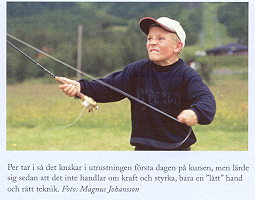 Per tar i så det knakar i utrustningen första dagen på kursen, men lärde
sig sedan att det inte handlar om kraft och styrka, bara en "lätt" hand
och rätt teknik. Foto: Magnus Johansson